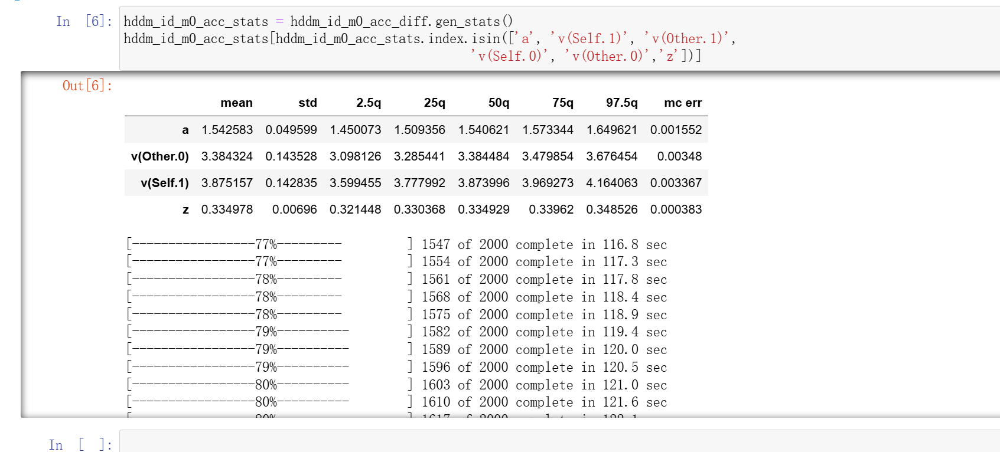 In [6]: hddm_id_m0_acc_stats = hddm_id_m0_acc_diff.gen_stats()
hddm_id_m0_acc_stats[hddm_id_m0_acc_stats.index.isin(['a', 'v(Self.1)', 'v(Other.1)',
'v(Self.0)', 'v(Other.0)','z'])]
Out[6]:
mean std 2.5q 25q 50q 75q 97.5q mc err
a 1.542583 0.049599 1.450073 1.509356 1.540621 1.573344 1.649621 0.001552
v(Other.0) 3.384324 0.143528 3.098126 3.285441 3.384484 3.479854 3.676454 0.00348
v(Self.1) 3.875157 0.142835 3.599455 3.777992 3.873996 3.969273 4.164063 0.003367
z 0.334978 0.00696 0.321448 0.330368 0.334929 0.33962 0.348526 0.000383
[-----------------77%--------- ] 1547 of 2000 complete in 116.8 sec
[-----------------77%--------- ] 1554 of 2000 complete in 117.3 sec
[-----------------78%--------- ] 1561 of 2000 complete in 117.8 sec
[-----------------78%--------- ] 1568 of 2000 complete in 118.4 sec
[-----------------78%--------- ] 1575 of 2000 complete in 118.9 sec
[-----------------79%---------- ] 1582 of 2000 complete in 119.4 sec
[-----------------79%---------- ] 1589 of 2000 complete in 120.0 sec
[-----------------79%---------- ] 1596 of 2000 complete in 120.5 sec
[-----------------80%---------- ] 1603 of 2000 complete in 121.0 sec
[-----------------80%---------- ] 1610 of 2000 complete in 121.6 sec
In [ ]: